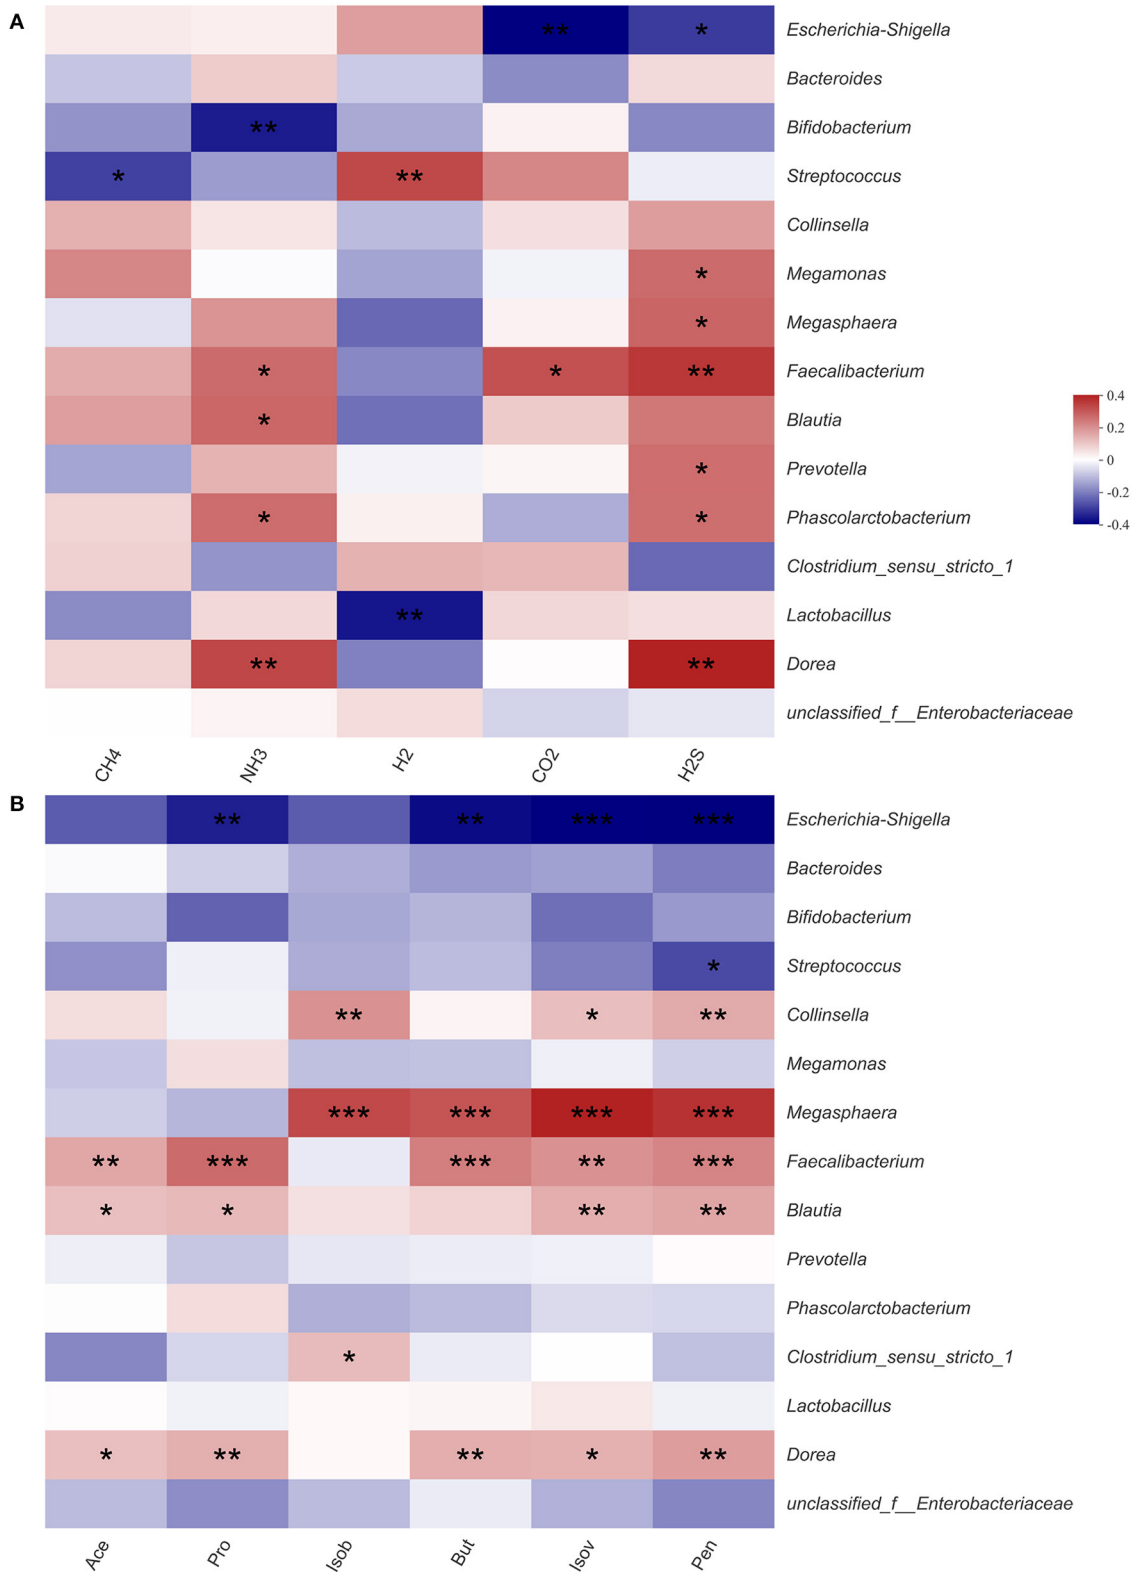 A
** * Escherichia-Shigella
Bacteroides
** Bifidobacterium
* ** Streptococcus
Collinsella
* Megamonas
* Megasphaera
* * ** Faecalibacterium
* Blautia
* Prevotella
* * Phascolarctobacterium
Clostridium_sensu_stricto_1
** Lactobacillus
** ** Dorea
unclassified_f__Enterobacteriaceae
CH4 NH3 H2 CO2 H2S
0.4
0.2
0
-0.2
-0.4
B
** ** *** *** Escherichia-Shigella
Bacteroides
Bifidobacterium
* Streptococcus
** * ** Collinsella
Megamonas
*** *** *** *** Megasphaera
** *** *** ** *** Faecalibacterium
* * ** ** Blautia
Prevotella
Phascolarctobacterium
* Clostridium_sensu_stricto_1
Lactobacillus
* ** ** * ** Dorea
unclassified_f__Enterobacteriaceae
Ace Pro Isob But Isov Pen